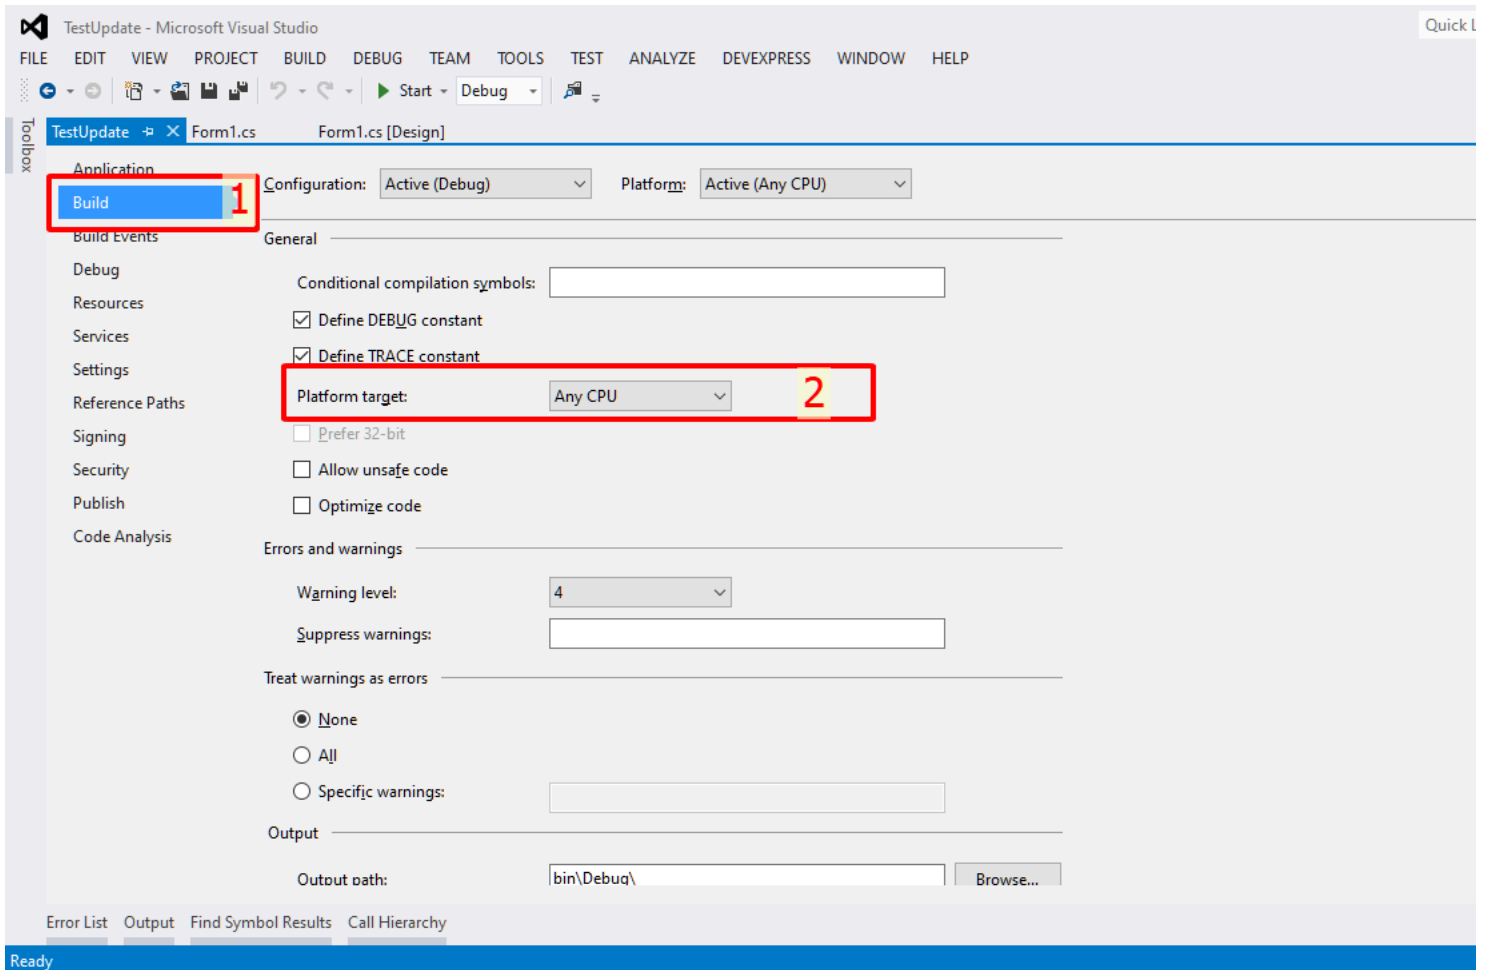 TestUpdate - Microsoft Visual Studio
Quick L
FILE EDIT VIEW PROJECT BUILD DEBUG TEAM TOOLS TEST ANALYZE DEVEXPRESS WINDOW HELP
Start Debug
Toolbox
TestUpdate Form1.cs Form1.cs [Design]
Application
Build 1
Build Events
Debug
Resources
Services
Settings
Reference Paths
Signing
Security
Publish
Code Analysis
Configuration: Active (Debug) Platform: Active (Any CPU)
General
Conditional compilation symbols:
Define DEBUG constant
Define TRACE constant
Platform target: Any CPU 2
Prefer 32-bit
Allow unsafe code
Optimize code
Errors and warnings
Warning level: 4
Suppress warnings:
Treat warnings as errors
None
All
Specific warnings:
Output
Output path: bin\Debug\ Browse...
Error List Output Find Symbol Results Call Hierarchy
Ready